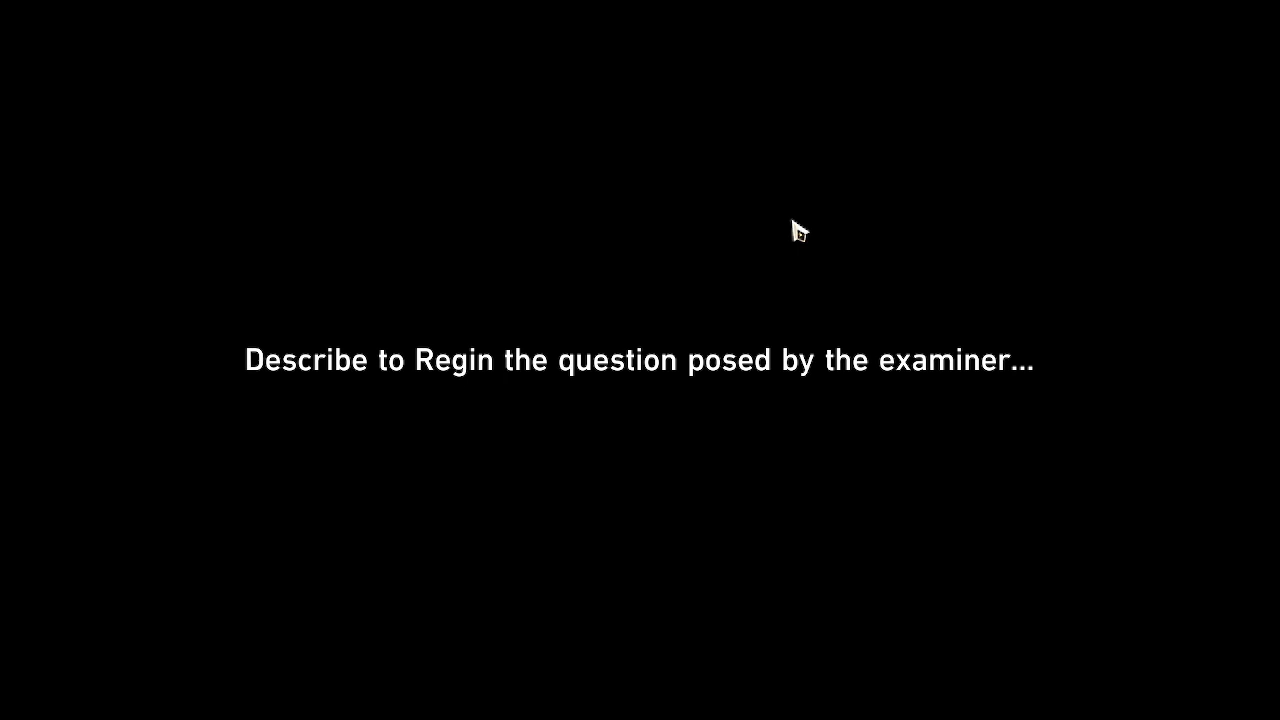 Describe to Regin the question posed by the examiner...